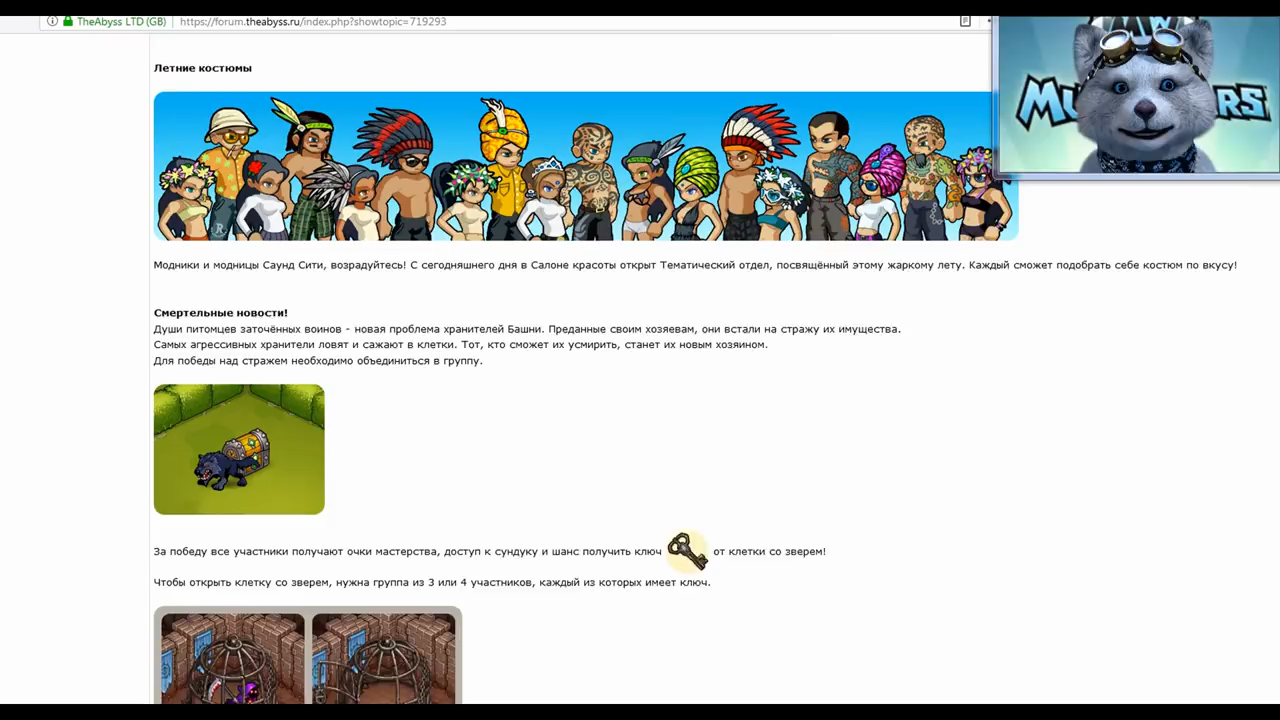 TheAbyss LTD (GB)
https://forum.theabyss.ru/index.php?showtopic=719293
Летние костюмы
Модники и модницы Саунд Сити, возрадуйтесь! С сегодняшнего дня в Салоне красоты открыт Тематический отдел, посвящённый этому жаркому лету. Каждый сможет подобрать себе костюм по вкусу!
Смертельные новости!
Души питомцев заточённых воинов - новая проблема хранителей Башни. Преданные своим хозяевам, они встали на стражу их имущества.
Самых агрессивных хранители ловят и сажают в клетки. Тот, кто сможет их усмирить, станет их новым хозяином.
Для победы над стражем необходимо объединиться в группу.
За победу все участники получают очки мастерства, доступ к сундуку и шанс получить ключ от клетки со зверем!
Чтобы открыть клетку со зверем, нужна группа из 3 или 4 участников, каждый из которых имеет ключ.